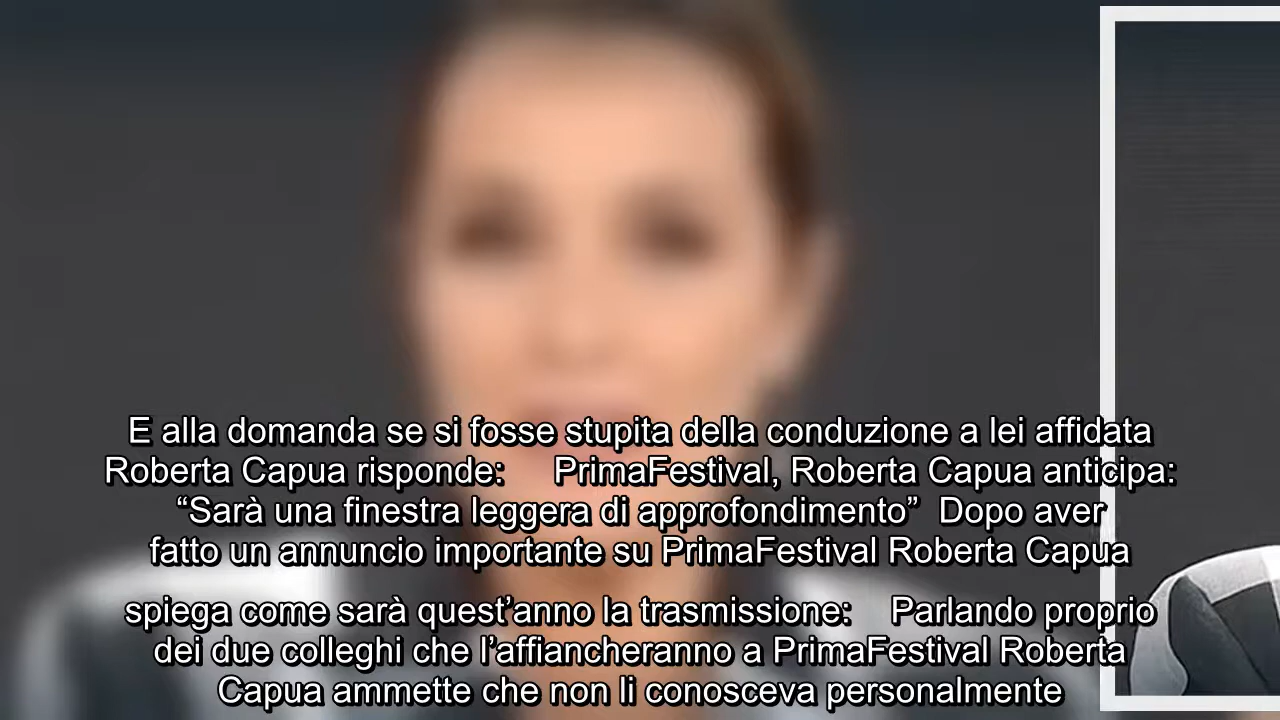 E alla domanda se si fosse stupita della conduzione a lei affidata
Roberta Capua risponde:     PrimaFestival, Roberta Capua anticipa:
“Sarà una finestra leggera di approfondimento”  Dopo aver
fatto un annuncio importante su PrimaFestival Roberta Capua
spiega come sarà quest’anno la trasmissione:    Parlando proprio
dei due colleghi che l’affiancheranno a PrimaFestival Roberta
Capua ammette che non li conosceva personalmente